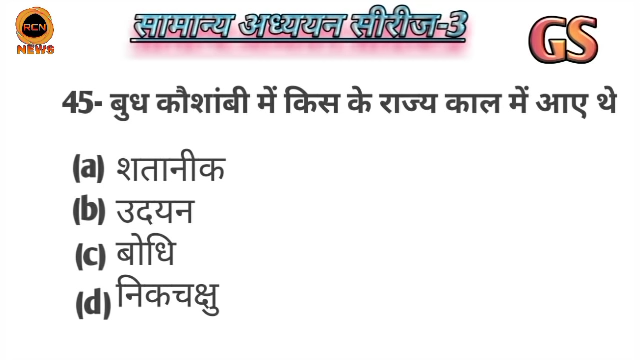 RCN
NEWS
सामान्य अध्ययन सीरीज-3
GS
45- बुध कौशांबी में किस के राज्य काल में आए थे
(a) शतानीक
(b) उदयन
(c) बोधि
(d) निकचक्षु